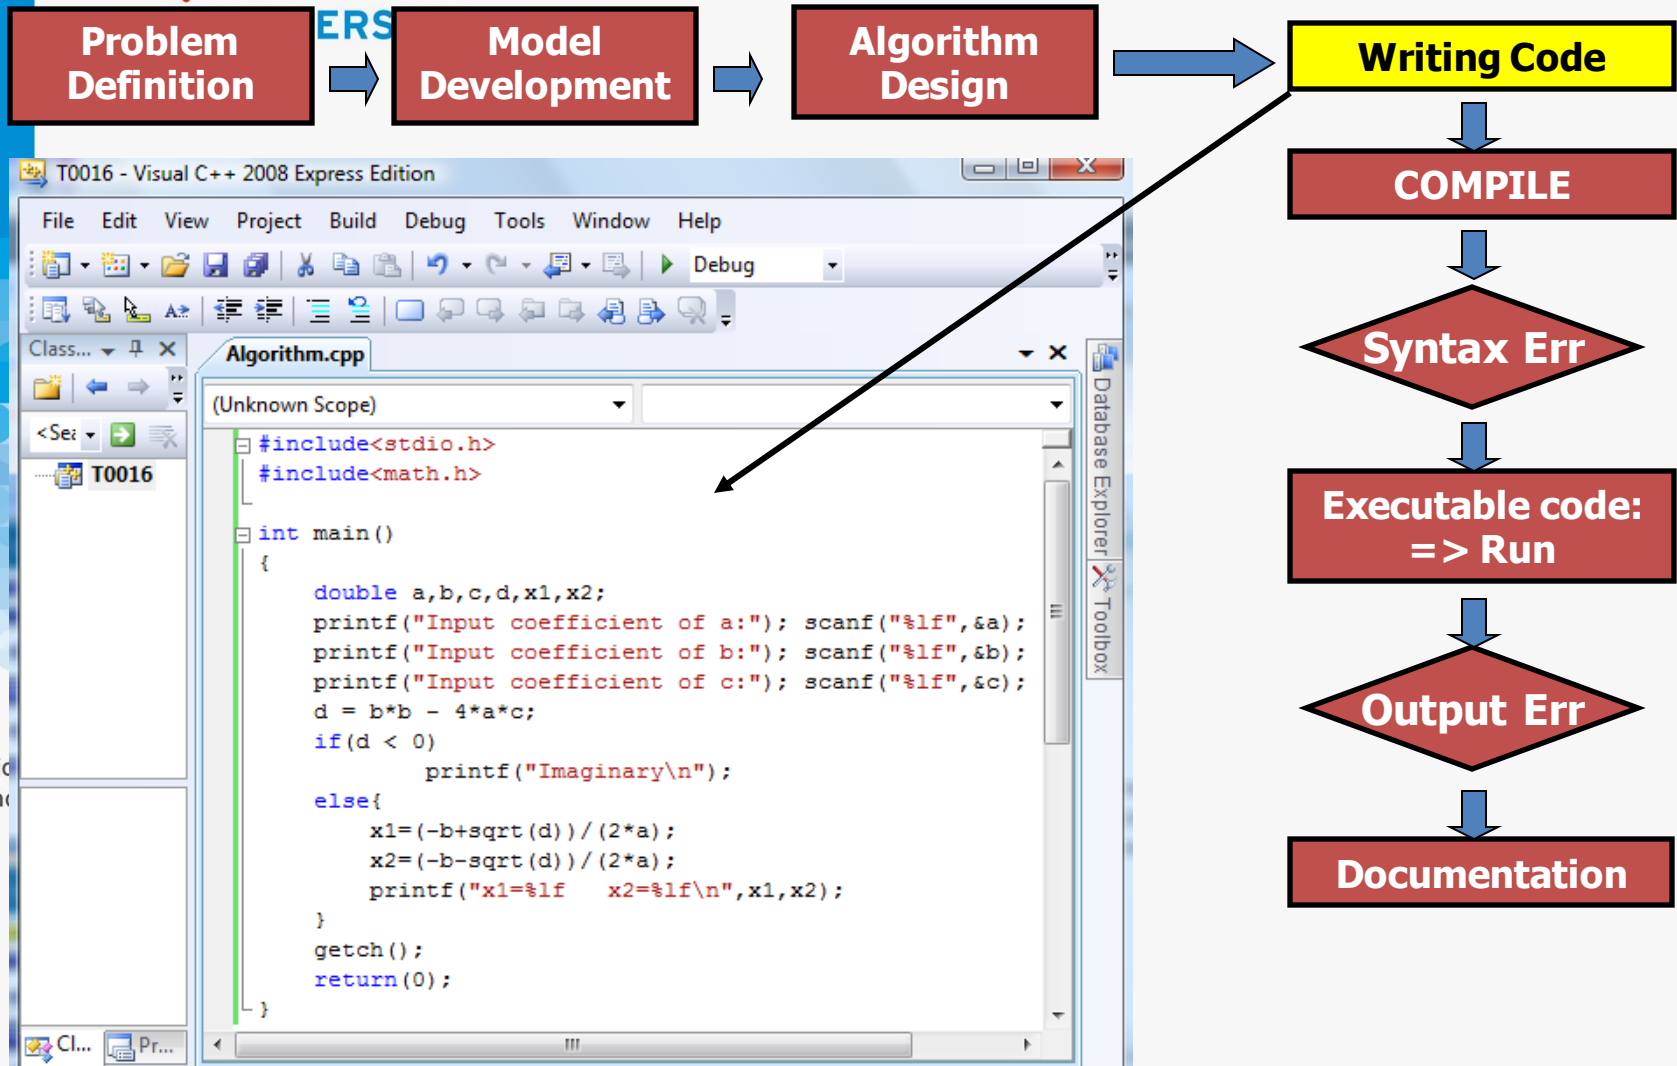 ERS
Problem
Definition
Model
Development
Algorithm
Design
Writing Code
COMPILE
Syntax Err
Executable code:
=> Run
Output Err
Documentation
T0016 - Visual C++ 2008 Express Edition
File Edit View Project Build Debug Tools Window Help
Debug
Class...
Algorithm.cpp
(Unknown Scope)
<Sea
T0016
#include<stdio.h>
#include<math.h>
int main()
{
double a,b,c,d,x1,x2;
printf("Input coefficient of a:"); scanf("%lf",&a);
printf("Input coefficient of b:"); scanf("%lf",&b);
printf("Input coefficient of c:"); scanf("%lf",&c);
d = b*b - 4*a*c;
if(d < 0)
printf("Imaginary\n");
else{
x1=(-b+sqrt(d))/(2*a);
x2=(-b-sqrt(d))/(2*a);
printf("x1=%lf   x2=%lf\n",x1,x2);
}
getch();
return(0);
}
Database Explorer
Toolbox
Cl...
Pr...